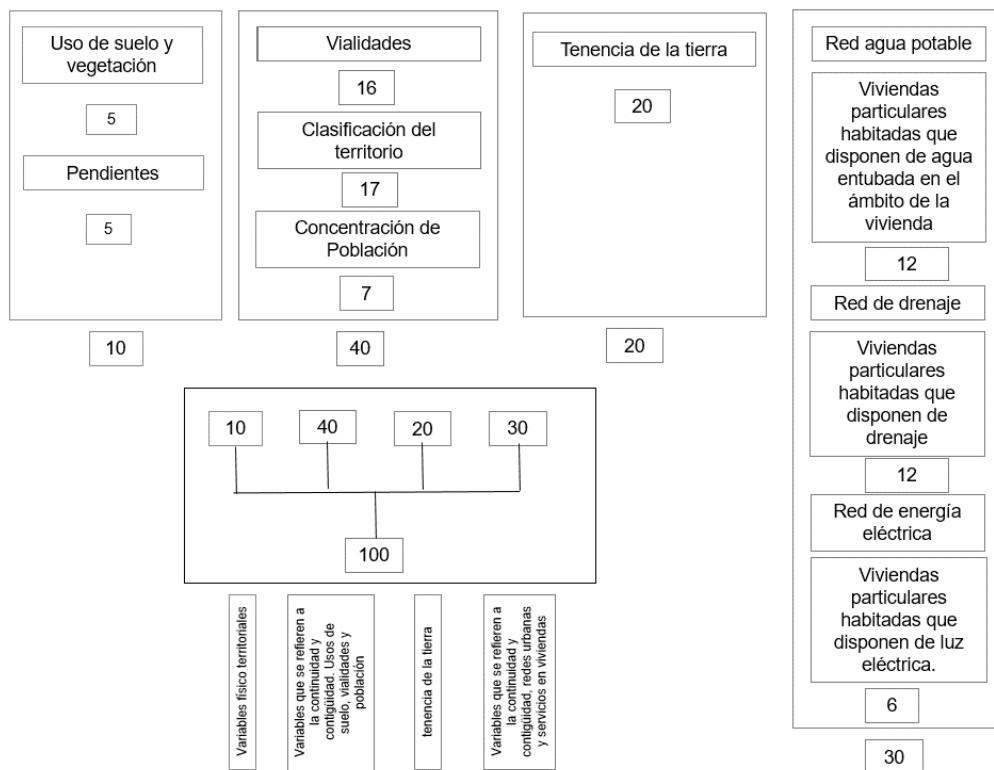 Uso de suelo y
vegetación
5
Pendientes
5
10
Vialidades
16
Clasificación del
territorio
17
Concentración de
Población
7
40
Tenencia de la tierra
20
20
Red agua potable
Viviendas
particulares
habitadas que
disponen de agua
entubada en el
ámbito de la
vivienda
12
Red de drenaje
Viviendas
particulares
habitadas que
disponen de
drenaje
12
Red de energía
eléctrica
Viviendas
particulares
habitadas que
disponen de luz
eléctrica.
6
30
10
40
20
30
100
Variables físico territoriales
Variables que se refieren a
la continuidad y
contigüidad. Usos de
suelo, vialidades y
población
tenencia de la tierra
Variables que se refieren a
la continuidad y
contigüidad, redes urbanas
y servicios en viviendas